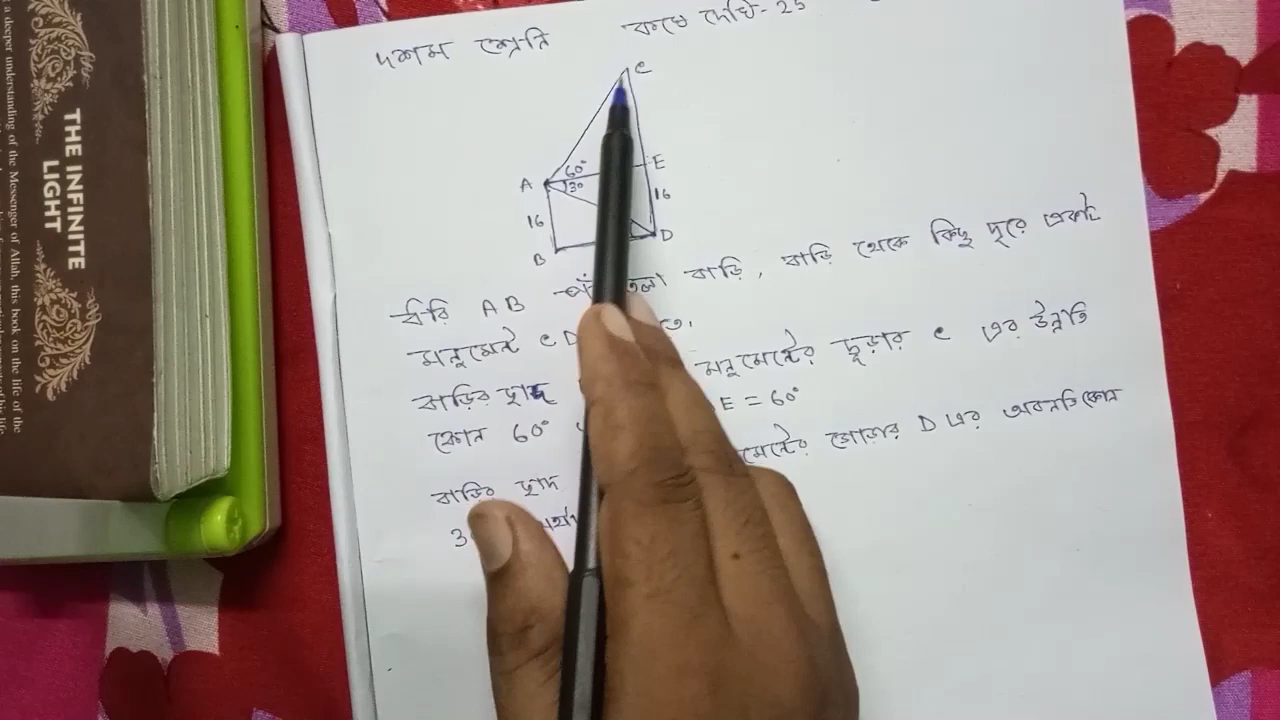 দশম শ্রেনি কষে দেখি-25
C
60°
E
A
30
16
16
D
B
ধরি AB বাড়ি, বাড়ি থেকে কিছু দূরে একটি
মনুমেন্ট CD
বাড়ির ছাদ মনুমেন্টের চূড়ার C এর উন্নতি
কোন 60° E = 60°
বাড়ির ছাদ গোড়ার D এর অবনতিকোন
3
THE INFINITE
LIGHT
a deeper understanding of the Messenger of Allah, this book on the life of the